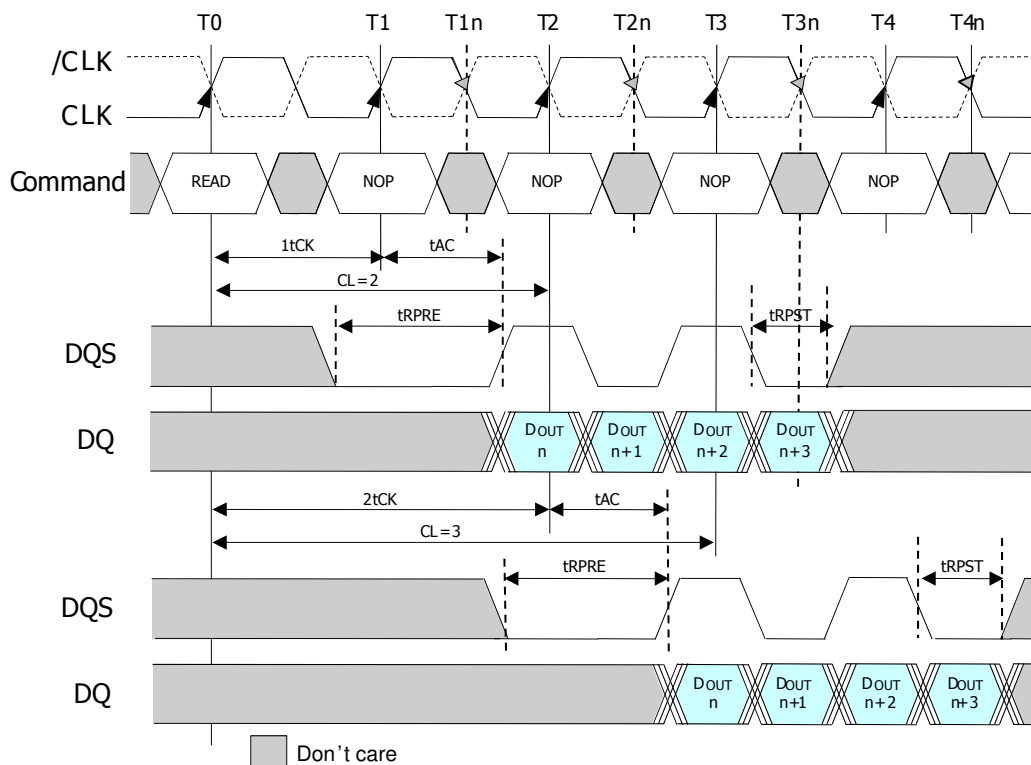 T0 T1 T1n T2 T2n T3 T3n T4 T4n
/CLK
CLK
Command READ NOP NOP NOP NOP
1tCK tAC
CL=2
tRPRE tRPST
DQS
DQ DOUT n DOUT n+1 DOUT n+2 DOUT n+3
2tCK tAC
CL=3
tRPRE tRPST
DQS
DQ DOUT n DOUT n+1 DOUT n+2 DOUT n+3
Don't care